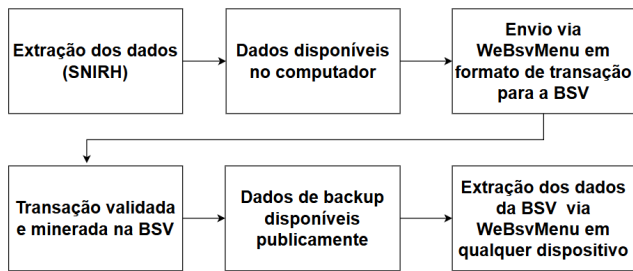 Extração dos dados
(SNIRH)
Dados disponíveis
no computador
Envio via
WeBsvMenu em
formato de transação
para a BSV
Transação validada
e minerada na BSV
Dados de backup
disponíveis
publicamente
Extração dos dados
da BSV via
WeBsvMenu em
qualquer dispositivo